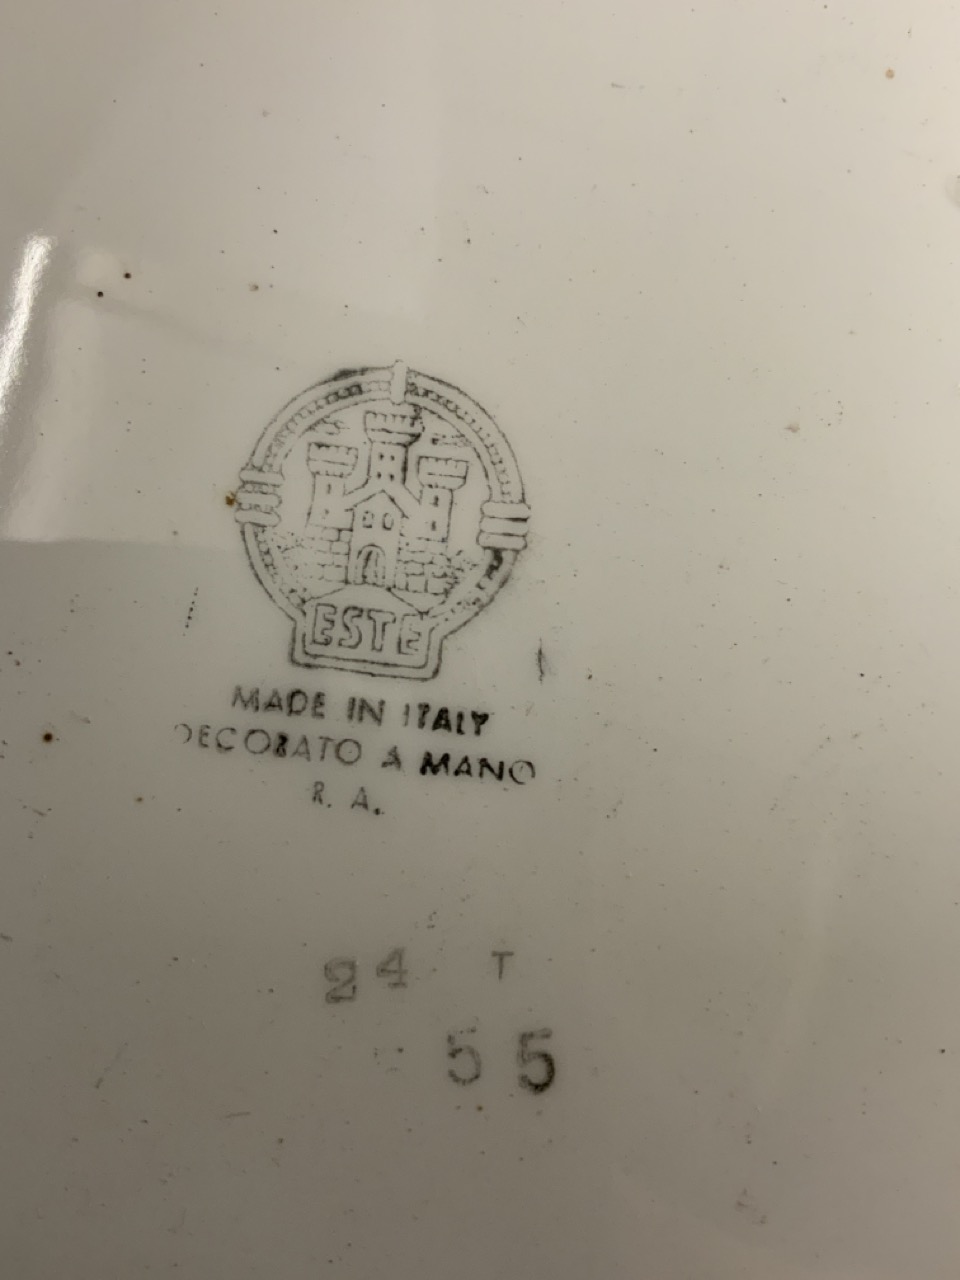 ESTE
MADE IN ITALY
DECORATO A MANO
R. A.
24 T
55